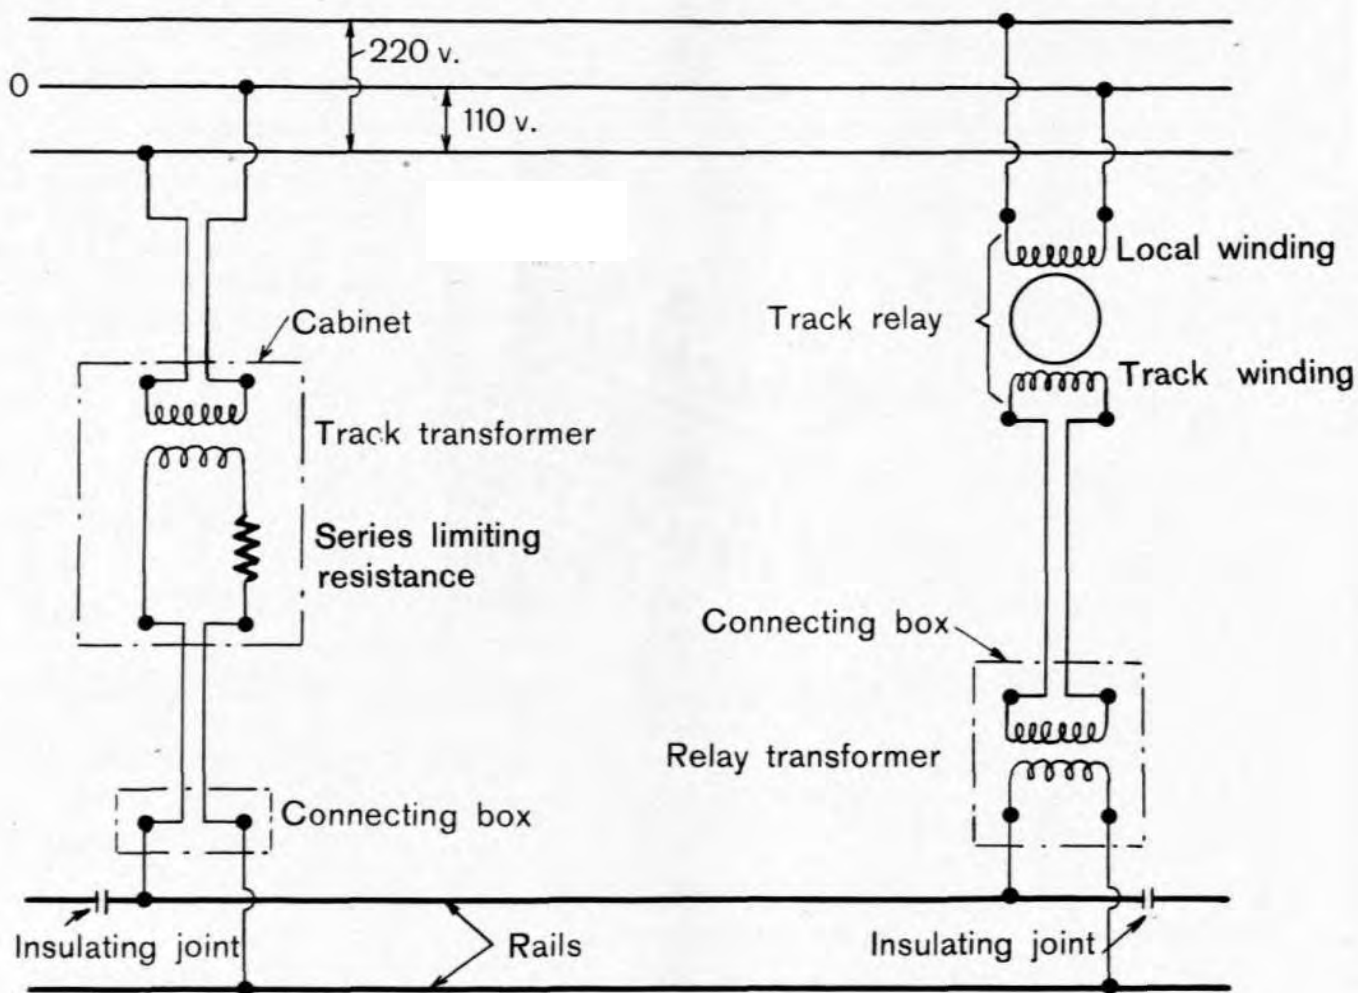 220 v.
0
110 v.
Local winding
Cabinet
Track relay
Track winding
Track transformer
Series limiting
resistance
Connecting box
Relay transformer
Connecting box
Insulating joint
Rails
Insulating joint